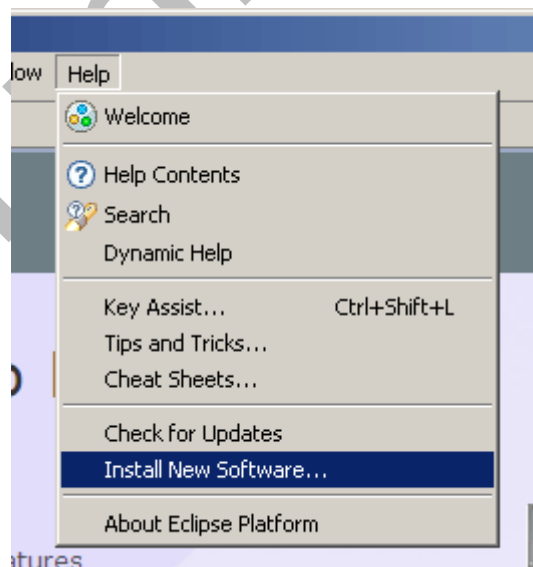 low Help
Welcome
Help Contents
Search
Dynamic Help
Key Assist... Ctrl+Shift+L
Tips and Tricks...
Cheat Sheets...
Check for Updates
Install New Software...
About Eclipse Platform
atures